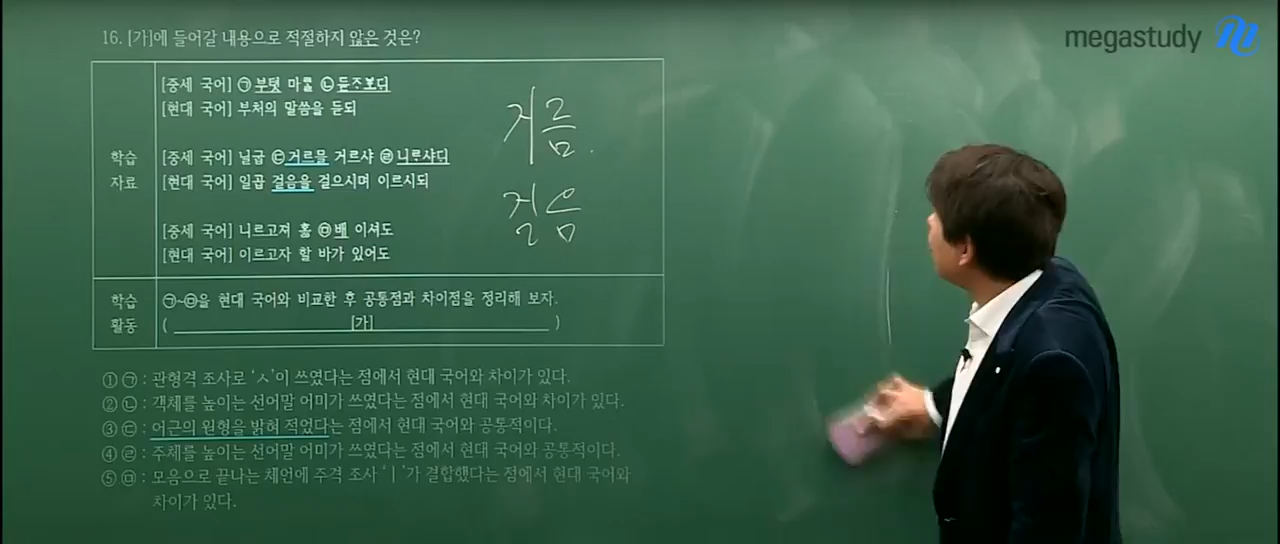 megastudy
16. [가]에 들어갈 내용으로 적절하지 않은 것은?
학습 자료
[중세 국어] ㉠부텻 마를 ㉡듣ᄌᆞᄫᅩ디
[현대 국어] 부처의 말씀을 듣되
[중세 국어] 닐굽 ㉢거르믈 거르샤 ㉣니ᄅᆞ샤디
[현대 국어] 일곱 걸음을 걸으시며 이르시되
[중세 국어] 니르고져 홇 ㉤배 이셔도
[현대 국어] 이르고자 할 바가 있어도
거름.
걸음
학습 활동
㉠~㉤을 현대 국어와 비교한 후 공통점과 차이점을 정리해 보자.
( [가] )
① ㉠ : 관형격 조사로 ‘ㅅ’이 쓰였다는 점에서 현대 국어와 차이가 있다.
② ㉡ : 객체를 높이는 선어말 어미가 쓰였다는 점에서 현대 국어와 차이가 있다.
③ ㉢ : 어근의 원형을 밝혀 적었다는 점에서 현대 국어와 공통적이다.
④ ㉣ : 주체를 높이는 선어말 어미가 쓰였다는 점에서 현대 국어와 공통적이다.
⑤ ㉤ : 모음으로 끝나는 체언에 주격 조사 ‘ㅣ’가 결합했다는 점에서 현대 국어와
차이가 있다.